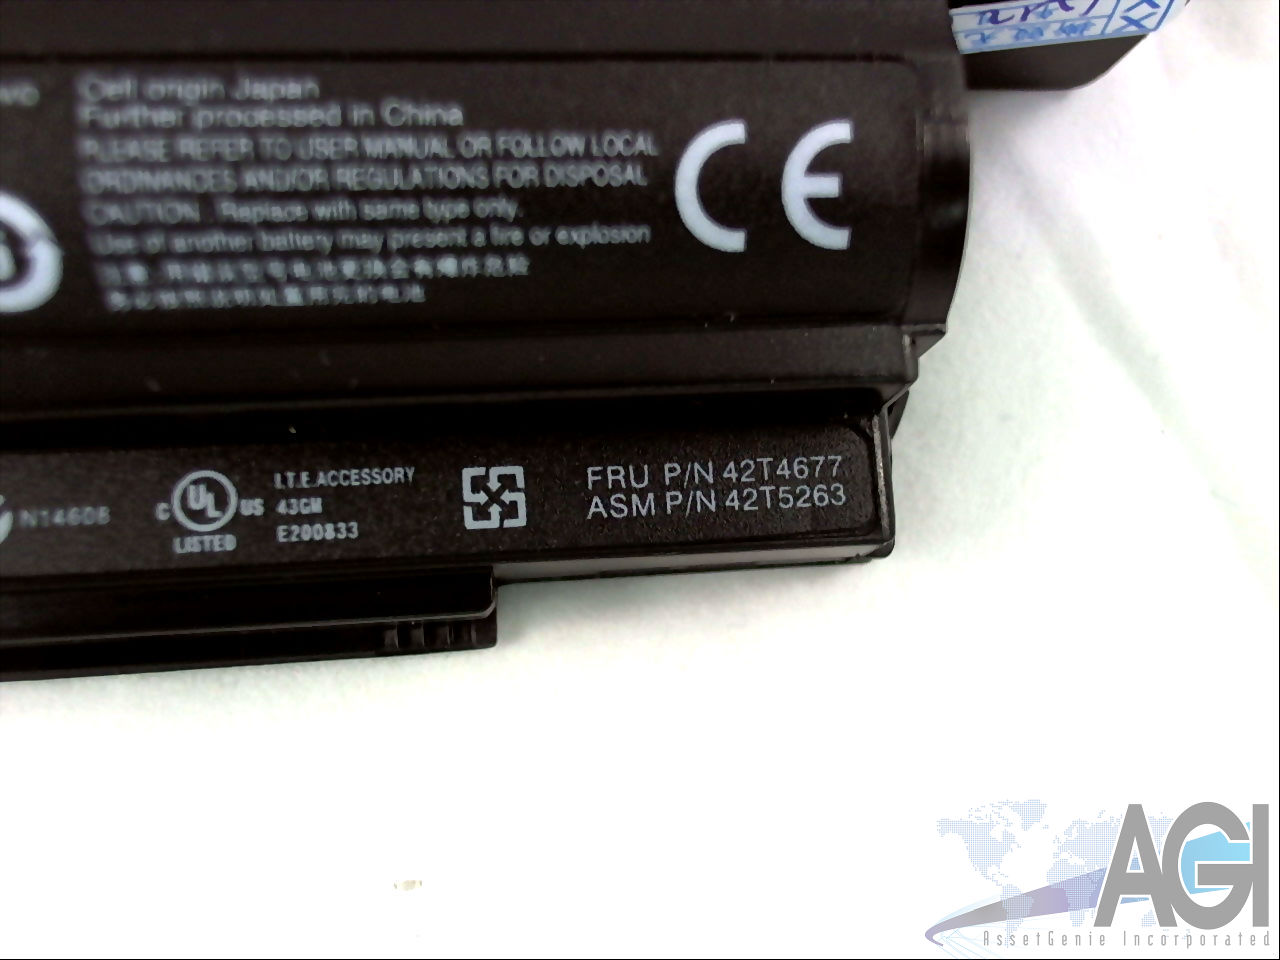 Cell origin Japan
Further processed in China
PLEASE REFER TO USER MANUAL OR FOLLOW LOCAL
ORDINANCES AND/OR REGULATIONS FOR DISPOSAL
CAUTION: Replace with same type only.
Use of another battery may present a fire or explosion
CE
N14606
C UL US
LISTED
I.T.E. ACCESSORY
43GM
E200833
FRU P/N 42T4677
ASM P/N 42T5263
AGI
AssetGenie Incorporated